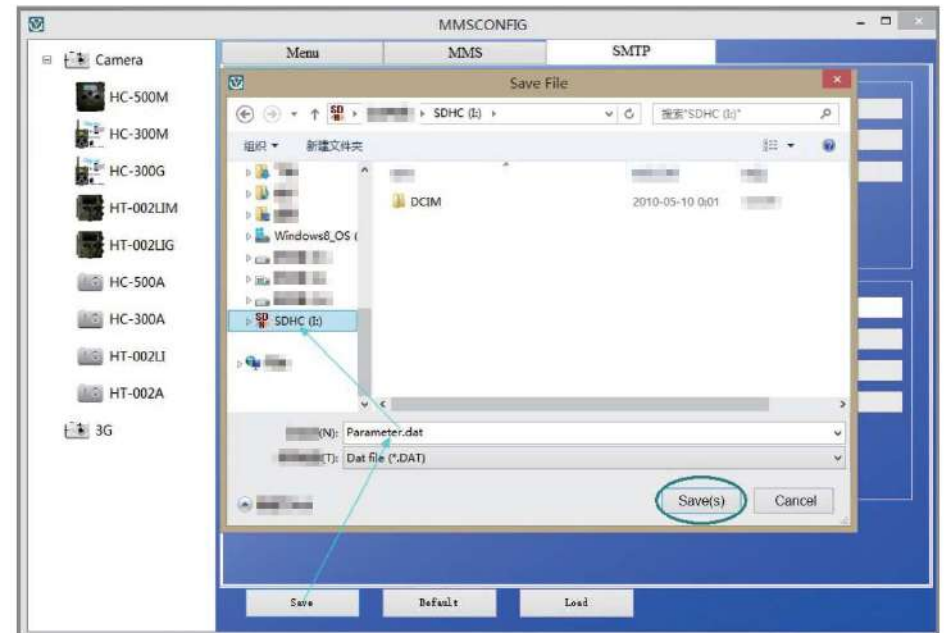 MMSCONFIG
Camera
HC-500M
HC-300M
HC-300G
HT-002LIM
HT-002LIG
HC-500A
HC-300A
HT-002LI
HT-002A
3G
Menu MMS SMTP
Save File
SD SDHC (I:)
搜索"SDHC (I:)"
组织 新建文件夹
Windows8_OS (
SD SDHC (I:)
DCIM 2010-05-10 0:01
(N): Parameter.dat
(T): Dat file (*.DAT)
Save(s) Cancel
Save Default Load